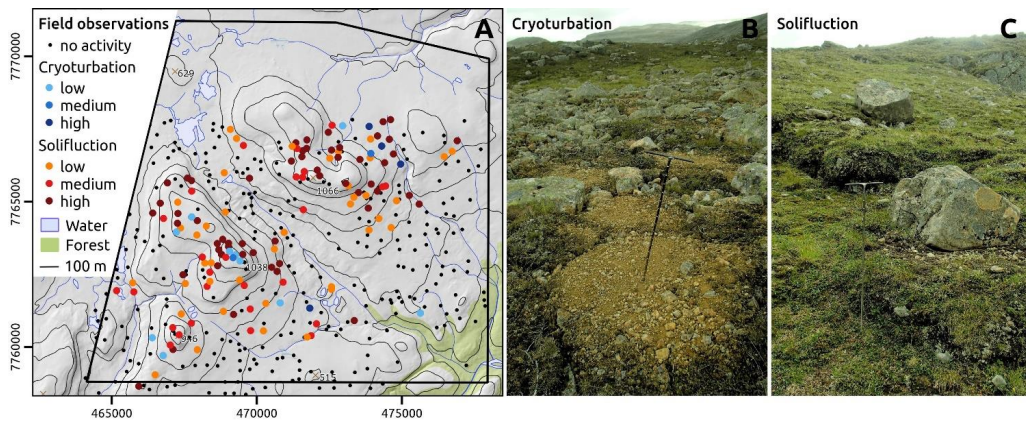 Field observations
no activity
Cryoturbation
low
medium
high
Solifluction
low
medium
high
Water
Forest
100 m
A
629
1066
1038
946
515
7770000
7765000
7760000
465000
470000
475000
Cryoturbation
B
Solifluction
C